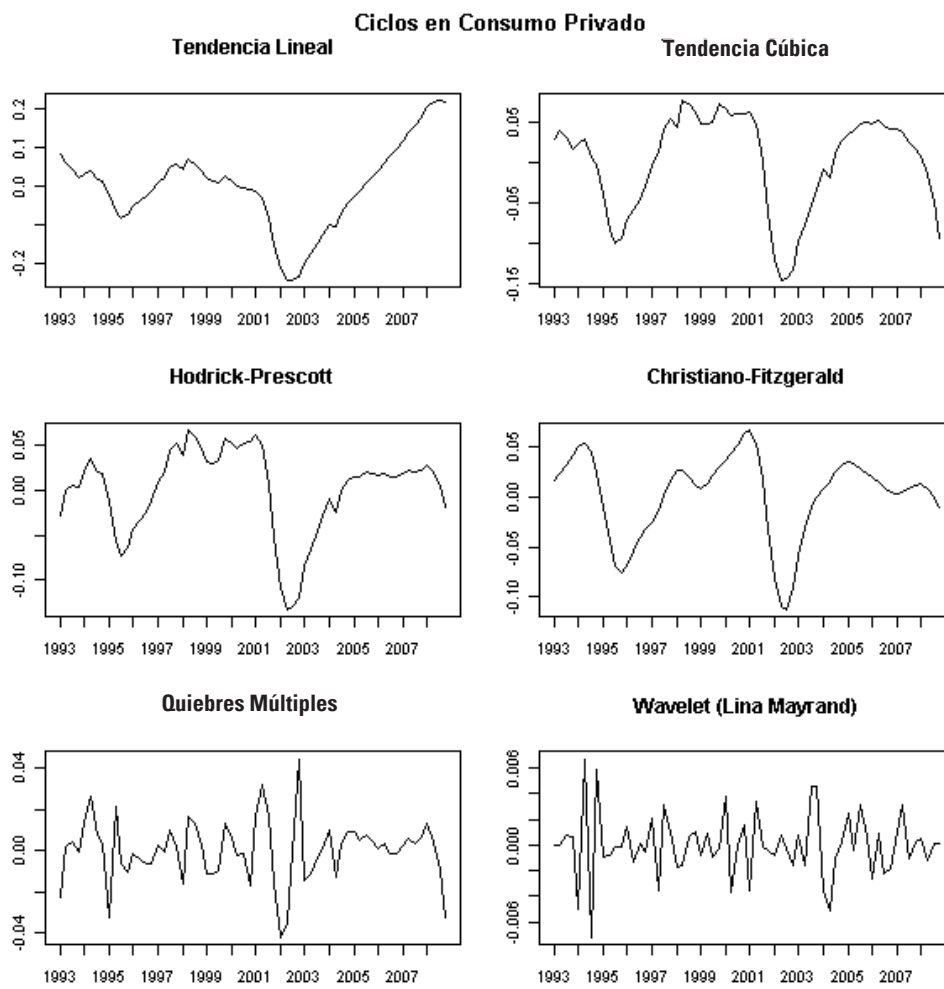 Ciclos en Consumo Privado
Tendencia Lineal
0.2
0.1
0.0
-0.2
1993 1995 1997 1999 2001 2003 2005 2007
Tendencia Cúbica
0.05
-0.05
-0.15
1993 1995 1997 1999 2001 2003 2005 2007
Hodrick-Prescott
0.05
0.00
-0.10
1993 1995 1997 1999 2001 2003 2005 2007
Christiano-Fitzgerald
0.05
0.00
-0.05
-0.10
1993 1995 1997 1999 2001 2003 2005 2007
Quiebres Múltiples
0.04
0.00
-0.04
1993 1995 1997 1999 2001 2003 2005 2007
Wavelet (Lina Mayrand)
0.006
0.000
-0.006
1993 1995 1997 1999 2001 2003 2005 2007